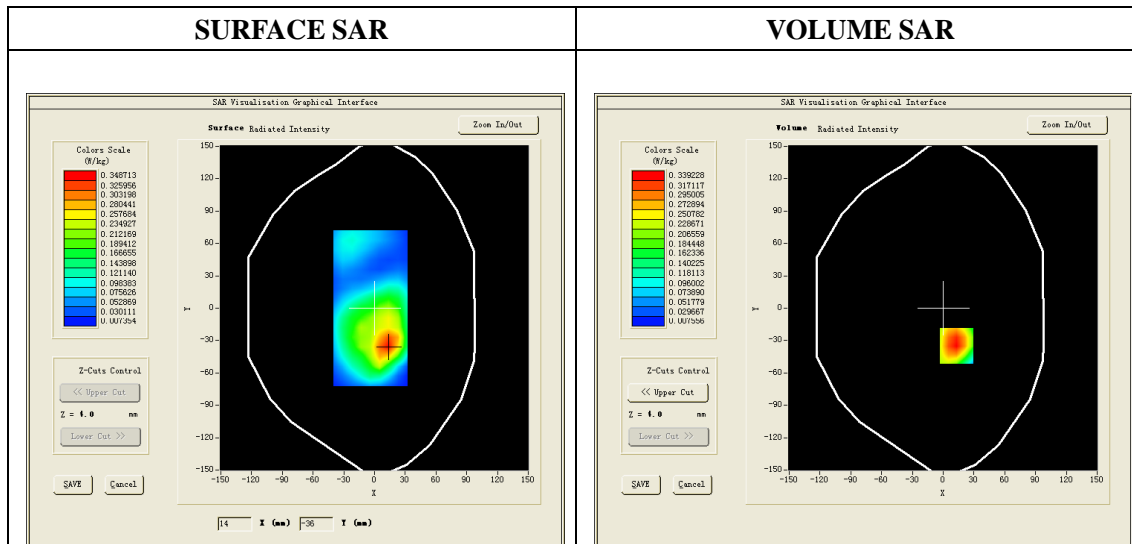 SURFACE SAR
SAR Visualisation Graphical Interface
Surface Radiated Intensity
Zoom In/Out
Colors Scale
(W/kg)
0.348713
0.325956
0.303198
0.280441
0.257684
0.234927
0.212169
0.189412
0.166655
0.143898
0.121140
0.098383
0.075626
0.052869
0.030111
0.007354
Z-Cuts Control
<< Upper Cut
Z = 4.0 mm
Lower Cut >>
SAVE Cancel
150
90
60
30
0
-30
-60
-90
-120
-150
Y
-150 -120 -90 -60 -30 0 30 60 90 120 150
X
14 X (mm) -36 Y (mm)
VOLUME SAR
SAR Visualisation Graphical Interface
Volume Radiated Intensity
Zoom In/Out
Colors Scale
(W/kg)
0.339228
0.317117
0.295005
0.272894
0.250782
0.228671
0.206559
0.184448
0.162336
0.140225
0.118113
0.096002
0.073890
0.051779
0.029667
0.007556
Z-Cuts Control
<< Upper Cut
Z = 4.0 mm
Lower Cut >>
SAVE Cancel
150
90
60
30
0
-30
-60
-90
-120
-150
Y
-150 -120 -90 -60 -30 0 30 60 90 120 150
X